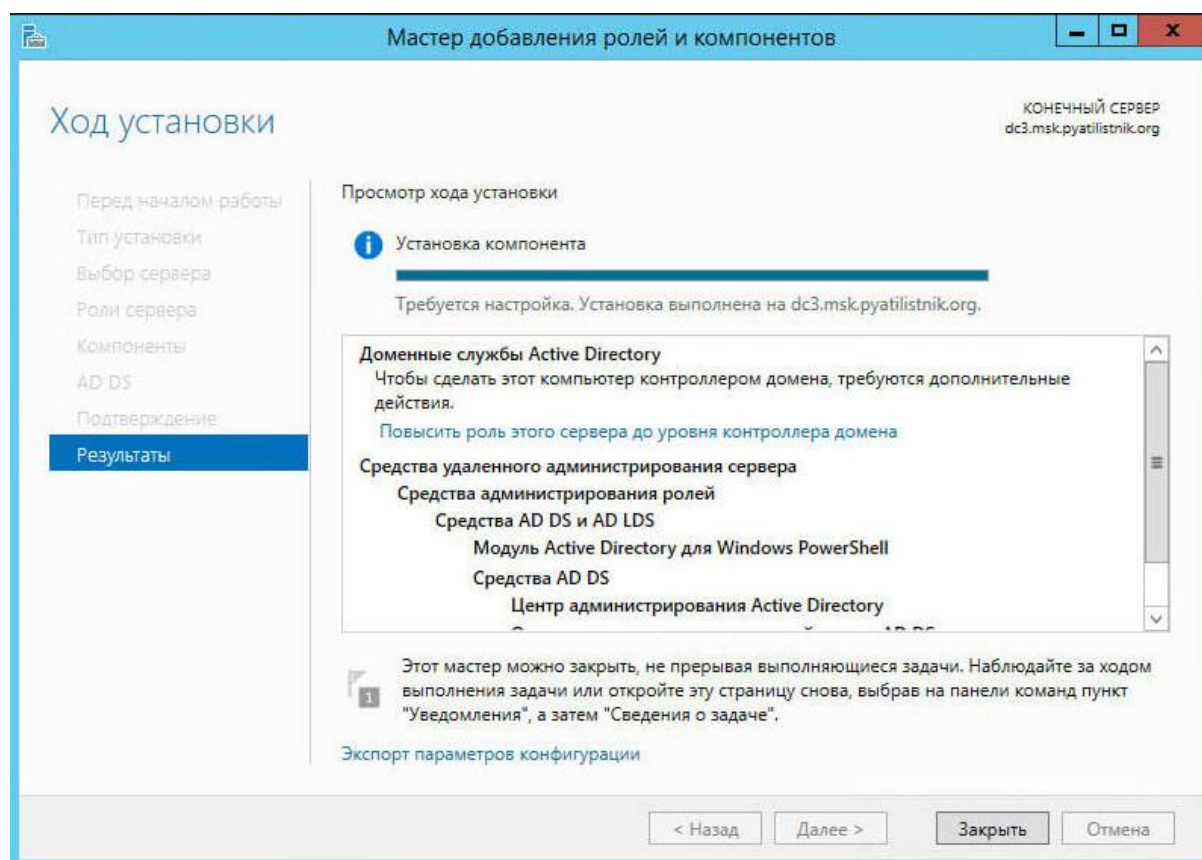 Мастер добавления ролей и компонентов
Ход установки
КОНЕЧНЫЙ СЕРВЕР
dc3.msk.pyatilistnik.org
Перед началом работы
Тип установки
Выбор сервера
Роли сервера
Компоненты
AD DS
Подтверждение
Результаты
Просмотр хода установки
Установка компонента
Требуется настройка. Установка выполнена на dc3.msk.pyatilistnik.org.
Доменные службы Active Directory
Чтобы сделать этот компьютер контроллером домена, требуются дополнительные
действия.
Повысить роль этого сервера до уровня контроллера домена
Средства удаленного администрирования сервера
Средства администрирования ролей
Средства AD DS и AD LDS
Модуль Active Directory для Windows PowerShell
Средства AD DS
Центр администрирования Active Directory
1
Этот мастер можно закрыть, не прерывая выполняющиеся задачи. Наблюдайте за ходом
выполнения задачи или откройте эту страницу снова, выбрав на панели команд пункт
"Уведомления", а затем "Сведения о задаче".
Экспорт параметров конфигурации
< Назад
Далее >
Закрыть
Отмена